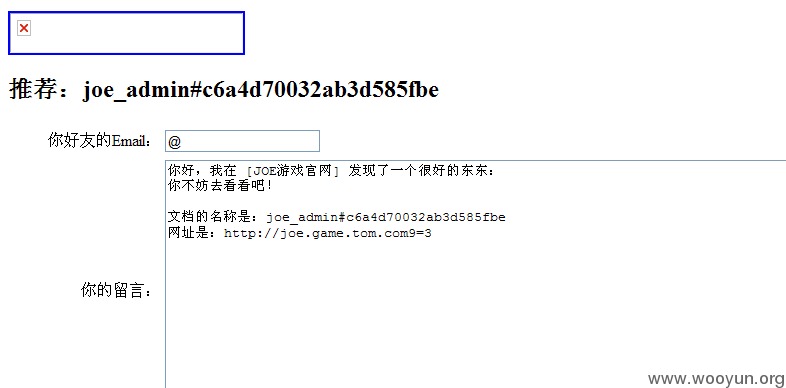 推荐：joe_admin#c6a4d70032ab3d585fbe
你好友的Email： @
你好，我在 [JOE游戏官网] 发现了一个很好的东东：
你不妨去看看吧！
文档的名称是：joe_admin#c6a4d70032ab3d585fbe
网址是：http://joe.game.tom.com9=3
你的留言：
www.wooyun.org